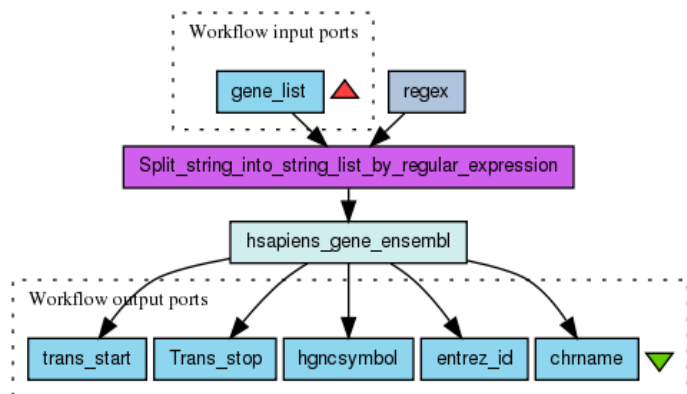 Workflow input ports
gene_list
regex
Split_string_into_string_list_by_regular_expression
hsapiens_gene_ensembl
Workflow output ports
trans_start
Trans_stop
hgncsymbol
entrez_id
chrname